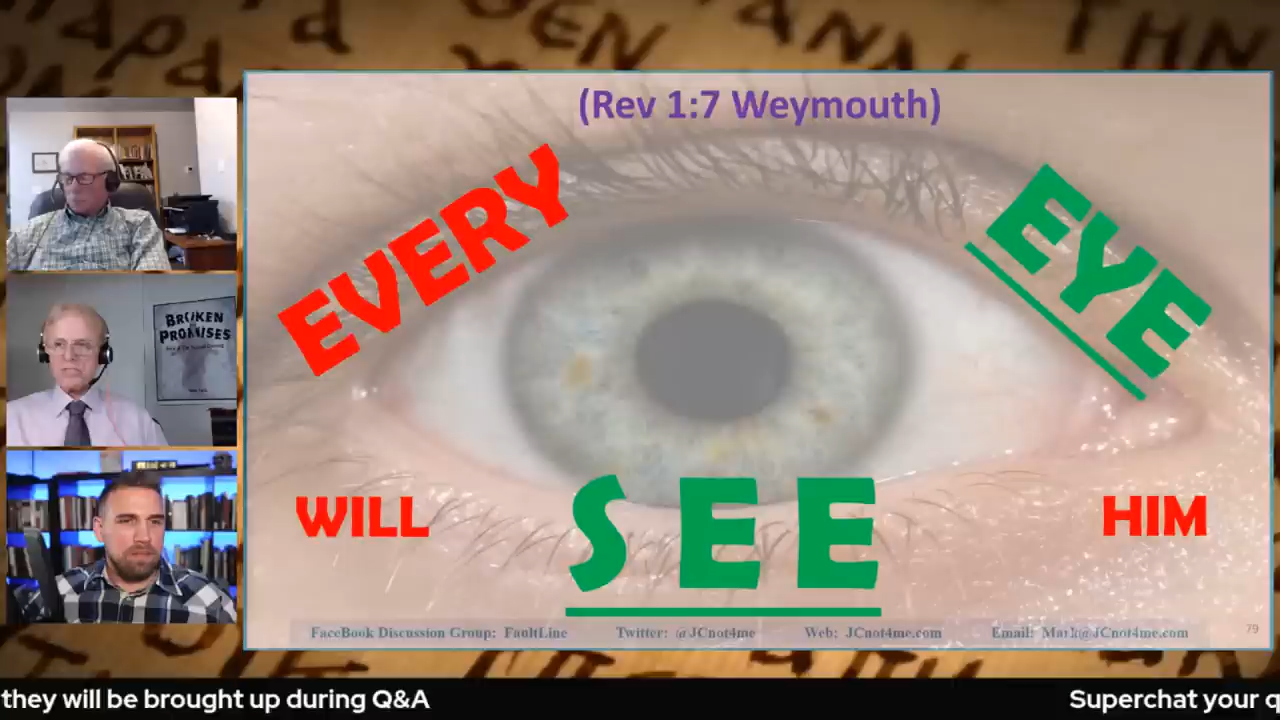 (Rev 1:7 Weymouth)
EVERY
EYE
WILL
SEE
HIM
BROKEN
PROMISES
FaceBook Discussion Group: FaultLine Twitter: @JCnot4me Web: JCnot4me.com Email: Mark@JCnot4me.com
79
they will be brought up during Q&A
Superchat your q